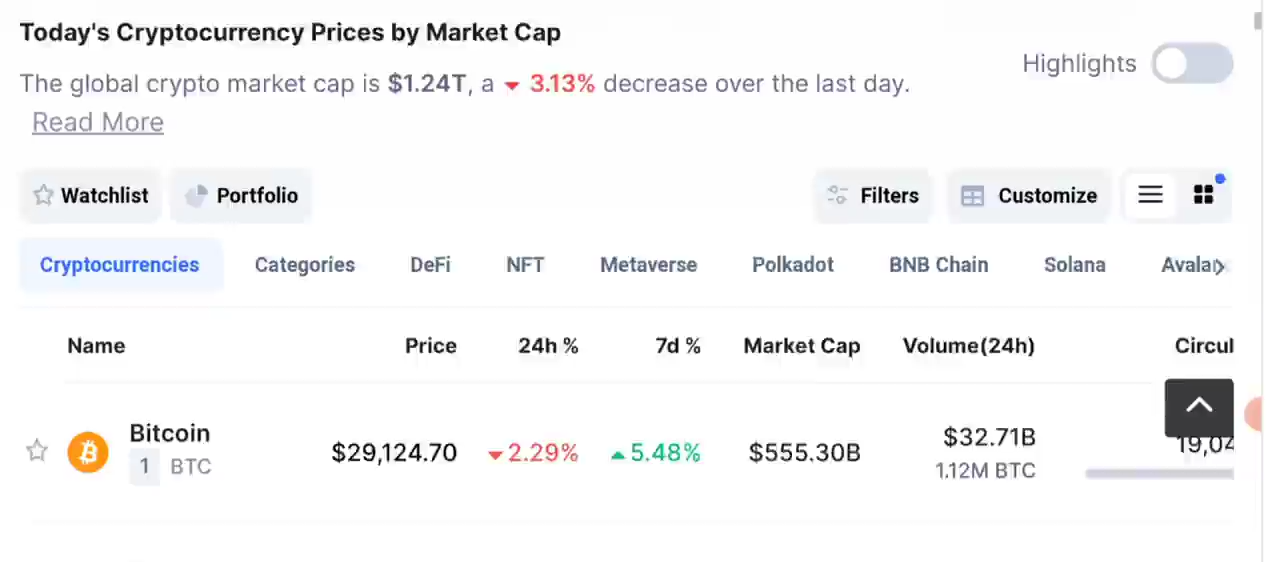 Today's Cryptocurrency Prices by Market Cap
Highlights
The global crypto market cap is $1.24T, a 3.13% decrease over the last day.
Read More
Watchlist Portfolio Filters Customize
Cryptocurrencies Categories DeFi NFT Metaverse Polkadot BNB Chain Solana
Name Price 24h % 7d % Market Cap Volume(24h) Circul
Bitcoin
1 BTC
$29,124.70 2.29% 5.48% $555.30B $32.71B
1.12M BTC